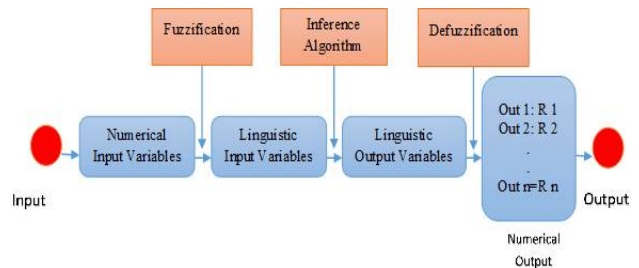 Fuzzification
Inference
Algorithm
Defuzzification
Numerical
Input Variables
Linguistic
Input Variables
Linguistic
Output Variables
Out 1: R 1
Out 2: R 2
.
.
Out n=R n
Input
Output
Numerical
Output